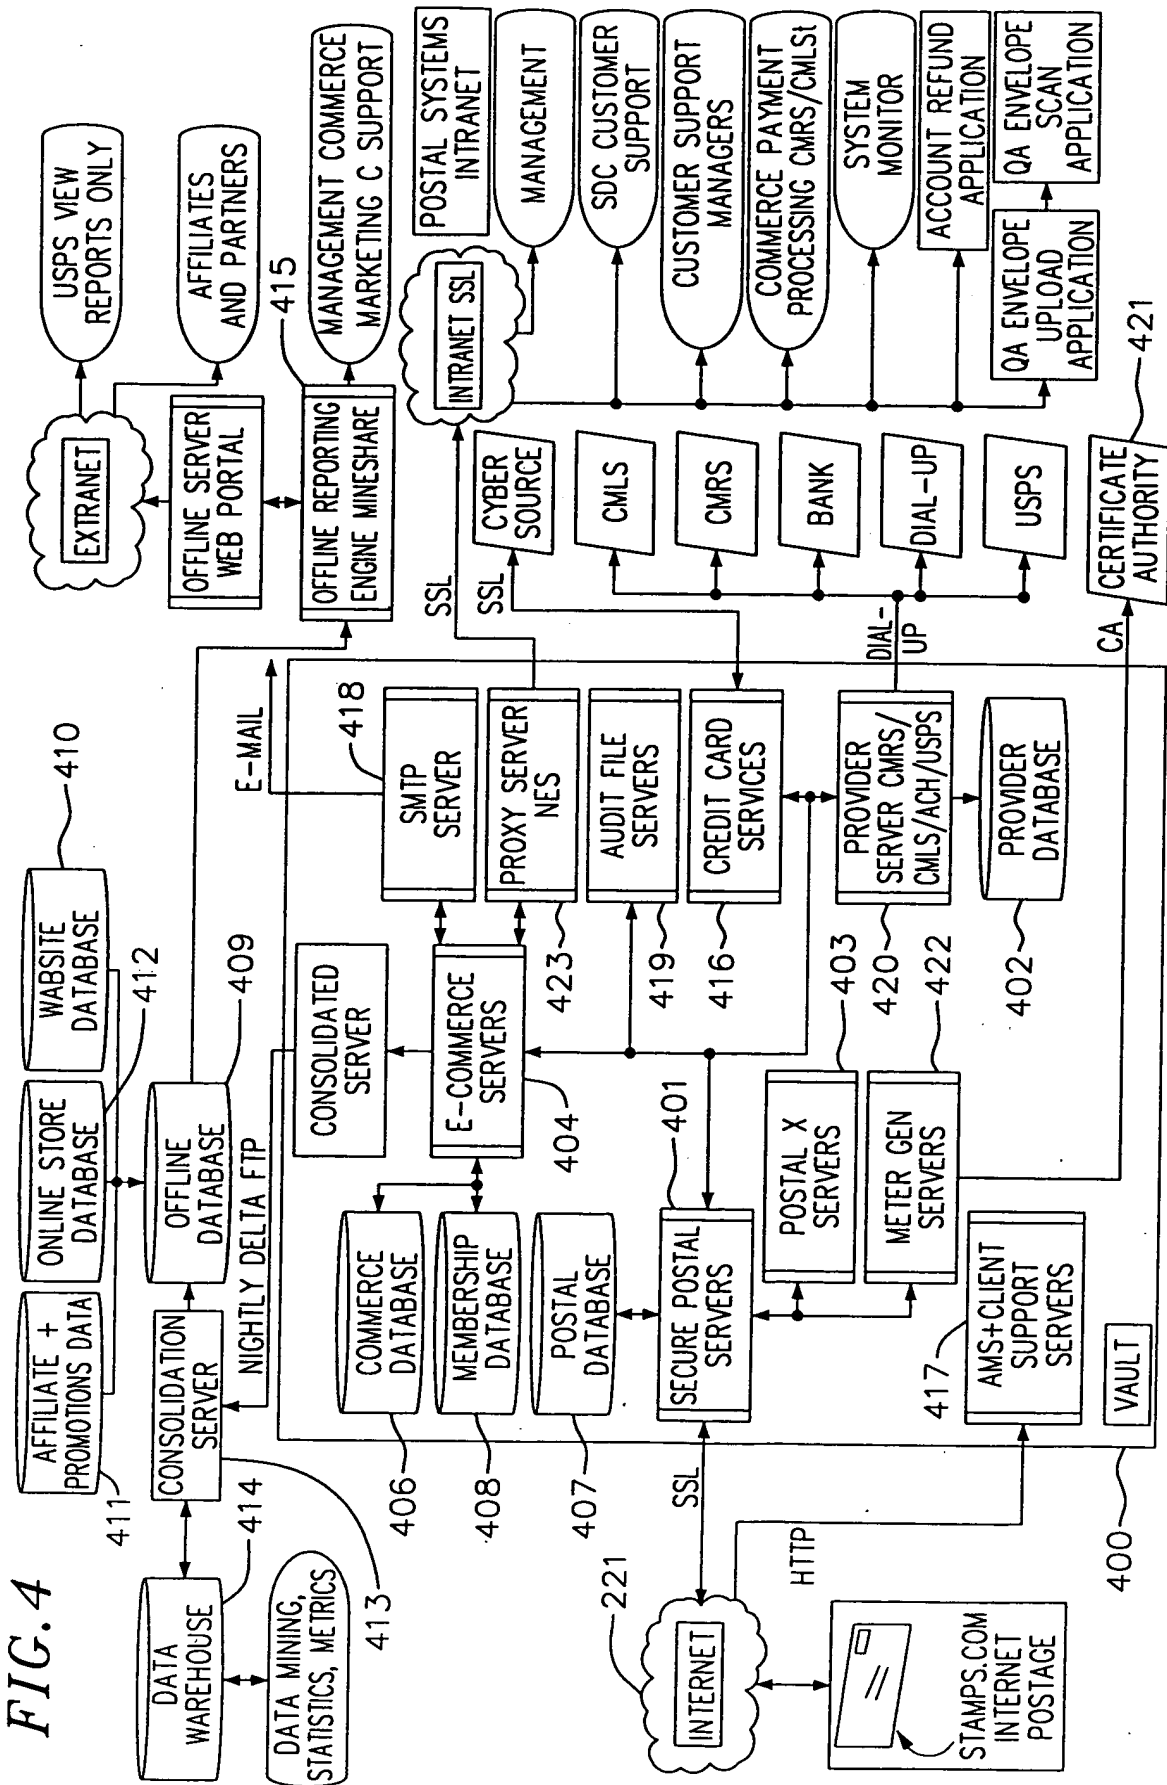 FIG.4
DATA
WAREHOUSE
414
DATA MINING,
STATISTICS, METRICS
413
AFFILIATE +
PROMOTIONS DATA
411
ONLINE STORE
DATABASE
412
WABSITE
DATABASE
410
CONSOLIDATION
SERVER
OFFLINE
DATABASE
409
NIGHTLY DELTA FTP
E-MAIL
EXTRANET
USPS VIEW
REPORTS ONLY
OFFLINE SERVER
WEB PORTAL
AFFILIATES
AND PARTNERS
OFFLINE REPORTING
ENGINE MINESHARE
415
MANAGEMENT COMMERCE
MARKETING C SUPPORT
CONSOLIDATED
SERVER
COMMERCE
DATABASE
406
MEMBERSHIP
DATABASE
408
E-COMMERCE
SERVERS
404
SMTP
SERVER
418
PROXY SERVER
NES
423
SSL
SSL
INTRANET SSL
POSTAL SYSTEMS
INTRANET
MANAGEMENT
SDC CUSTOMER
SUPPORT
CUSTOMER SUPPORT
MANAGERS
COMMERCE PAYMENT
PROCESSING CMRS/CMLSt
SYSTEM
MONITOR
ACCOUNT REFUND
APPLICATION
QA ENVELOPE
UPLOAD
APPLICATION
QA ENVELOPE
SCAN
APPLICATION
POSTAL
DATABASE
407
AUDIT FILE
SERVERS
419
CREDIT CARD
SERVICES
416
CYBER
SOURCE
CMLS
CMRS
BANK
DIAL-UP
USPS
221
INTERNET
SSL
HTTP
SECURE POSTAL
SERVERS
401
POSTAL X
SERVERS
403
METER GEN
SERVERS
422
PROVIDER
SERVER CMRS/
CMLS/ACH/USPS
420
DIAL-
UP
PROVIDER
DATABASE
402
417
AMS+CLIENT
SUPPORT
SERVERS
VAULT
400
CA
CERTIFICATE
AUTHORITY
421
STAMPS.COM
INTERNET
POSTAGE